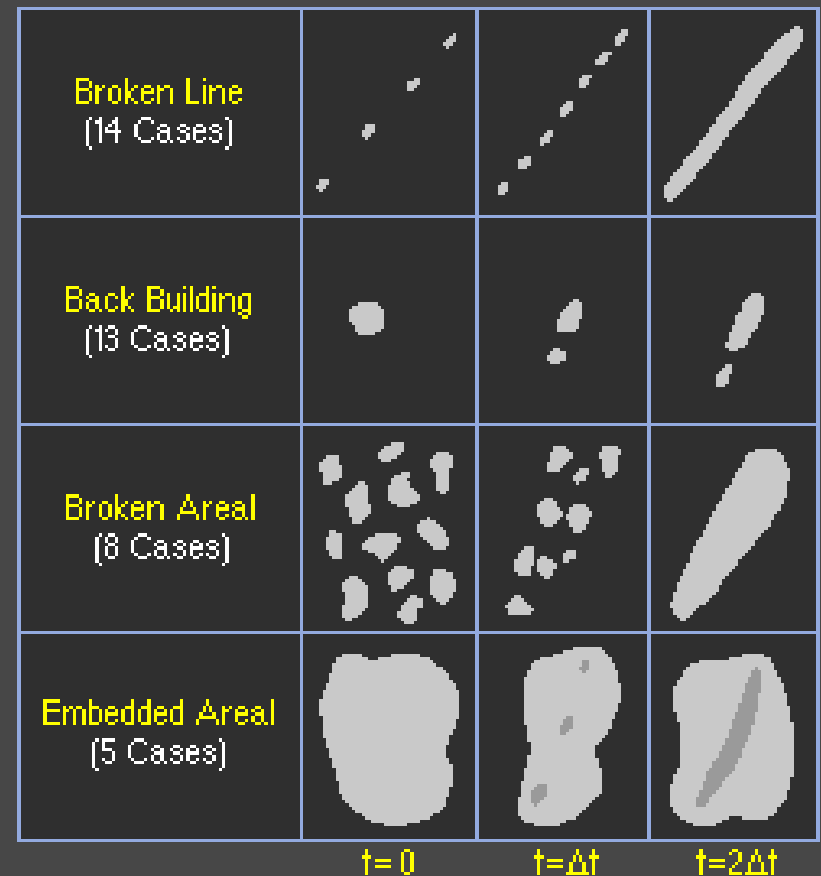 Broken Line
(14 Cases)
Back Building
(13 Cases)
Broken Areal
(8 Cases)
Embedded Areal
(5 Cases)
t=0 t=Δt t=2Δt